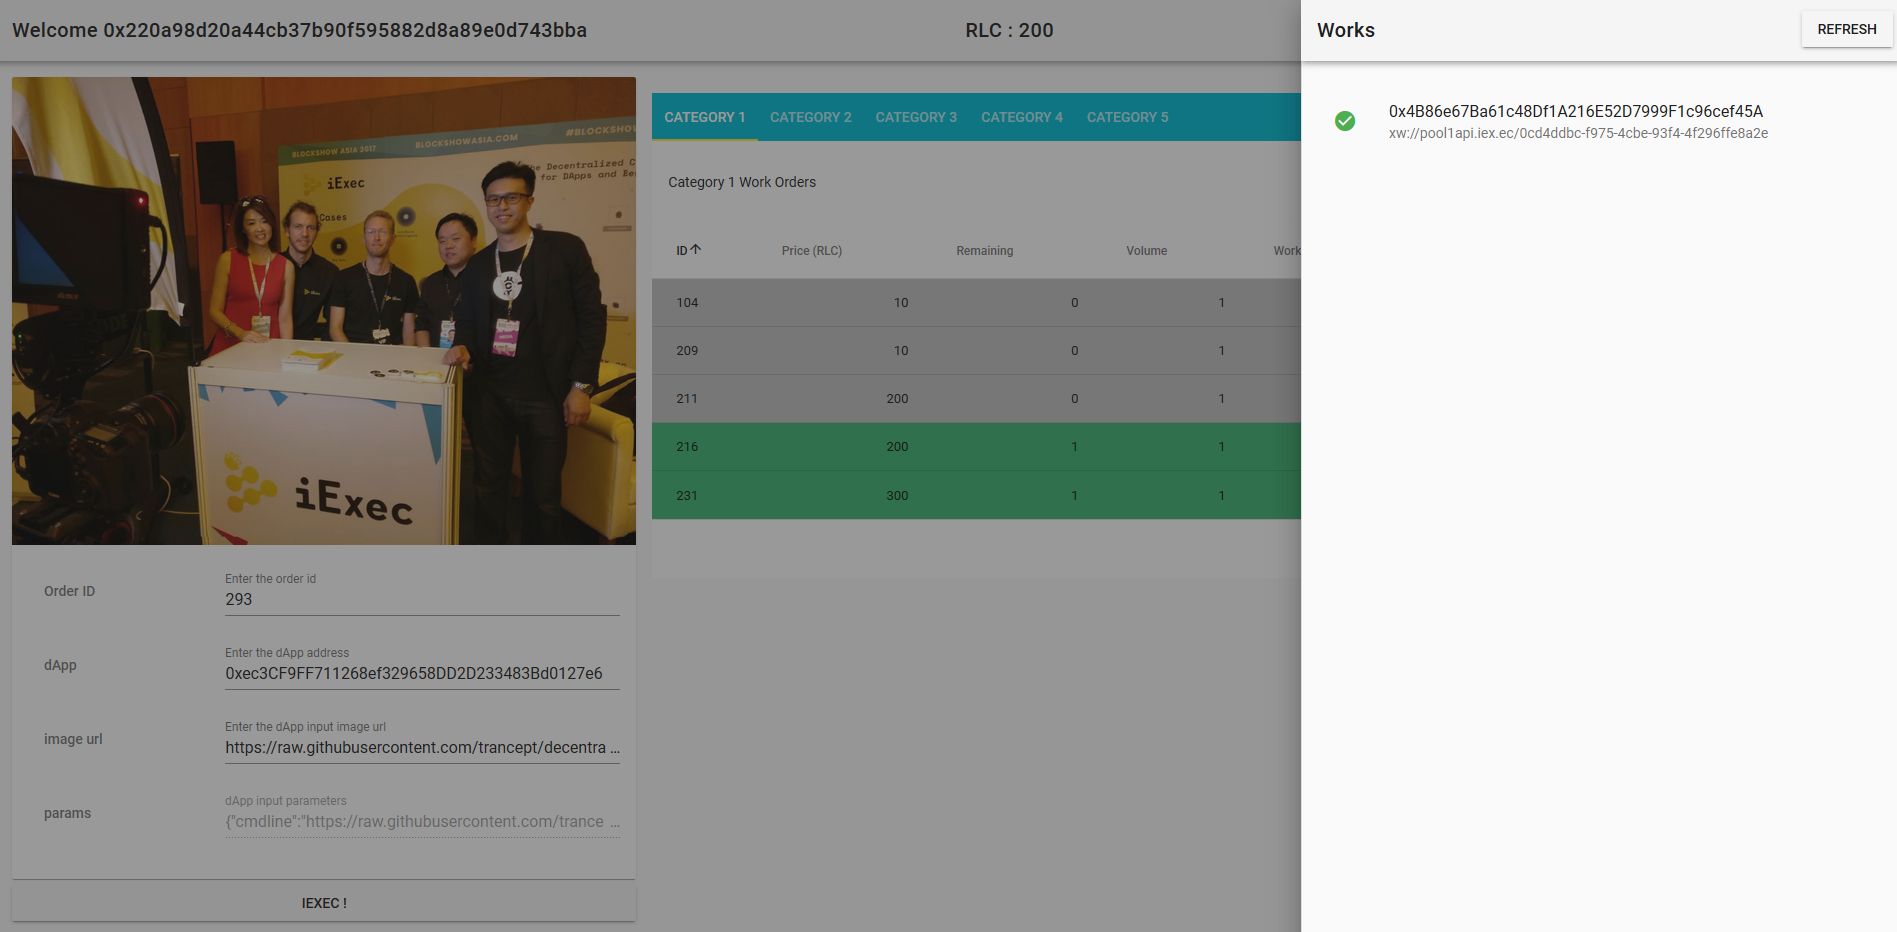 Welcome 0x220a98d20a44cb37b90f595882d8a89e0d743bba
RLC : 200
Works
REFRESH
0x4B86e67Ba61c48Df1A216E52D7999F1c96cef45A
xw://pool1api.iex.ec/0cd4ddbc-f975-4cbe-93f4-4f296ffe8a2e
BLOCKSHOW ASIA 2017
BLOCKSHOWASIA.COM
#BLOCKSHOW
iExec
Cases
he Decentralized C
for DApps and Be
iExec
Order ID
Enter the order id
293
dApp
Enter the dApp address
0xec3CF9FF711268ef329658DD2D233483Bd0127e6
image url
Enter the dApp input image url
https://raw.githubusercontent.com/trancept/decentra ...
params
dApp input parameters
{"cmdline":"https://raw.githubusercontent.com/trance ...
IEXEC !
CATEGORY 1 CATEGORY 2 CATEGORY 3 CATEGORY 4 CATEGORY 5
Category 1 Work Orders
ID Price (RLC) Remaining Volume Work
104 10 0 1
209 10 0 1
211 200 0 1
216 200 1 1
231 300 1 1